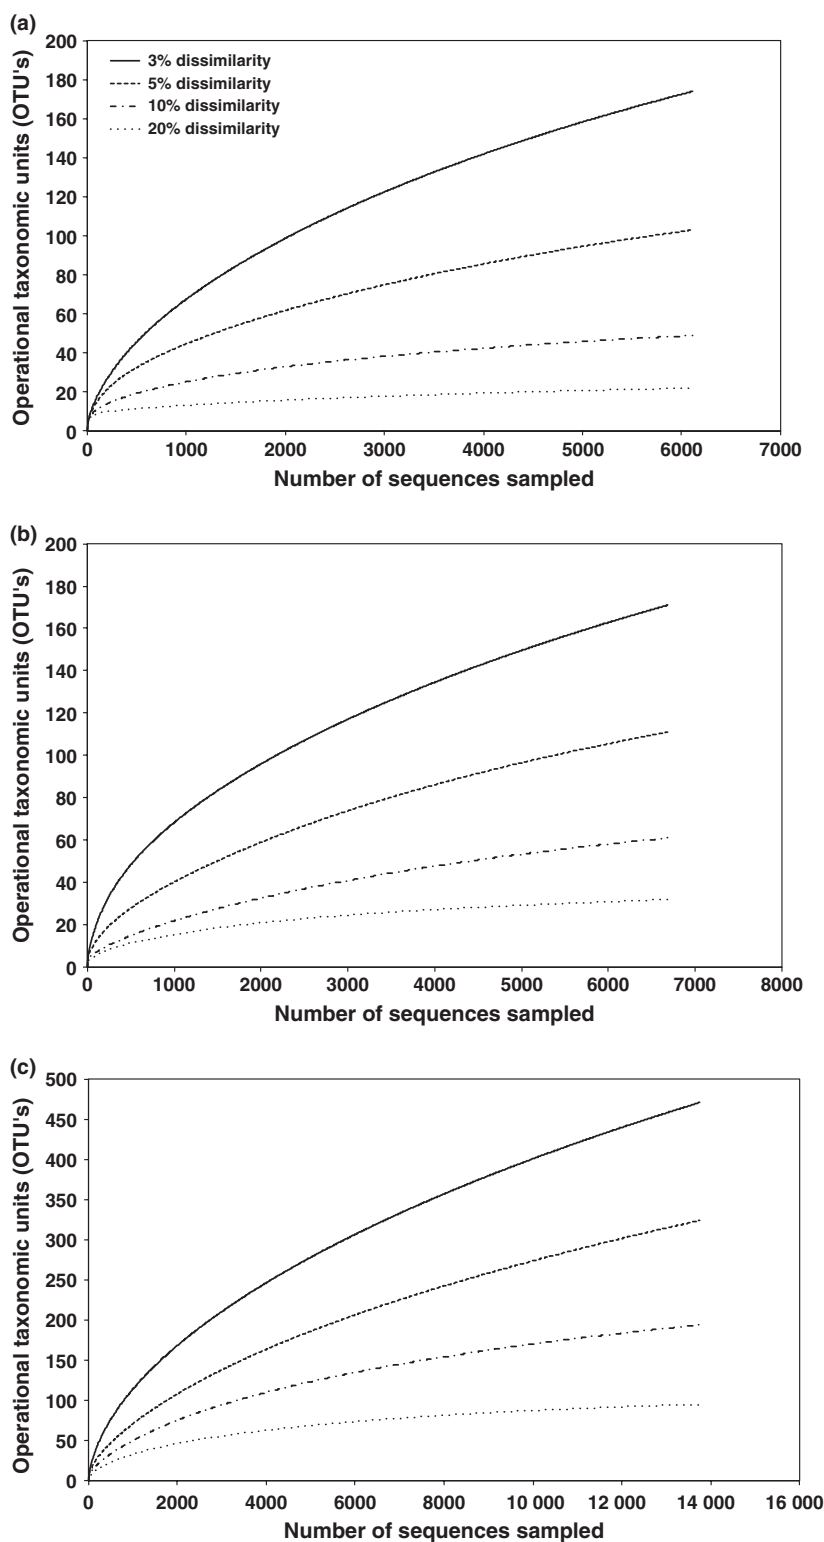 (a)
200
180
160
140
120
100
80
60
40
20
0
Operational taxonomic units (OTU's)
3% dissimilarity
5% dissimilarity
10% dissimilarity
20% dissimilarity
0 1000 2000 3000 4000 5000 6000 7000
Number of sequences sampled
(b)
200
180
160
140
120
100
80
60
40
20
0
Operational taxonomic units (OTU's)
0 1000 2000 3000 4000 5000 6000 7000 8000
Number of sequences sampled
(c)
500
450
400
350
300
250
200
150
100
50
0
Operational taxonomic units (OTU's)
0 2000 4000 6000 8000 10 000 12 000 14 000 16 000
Number of sequences sampled